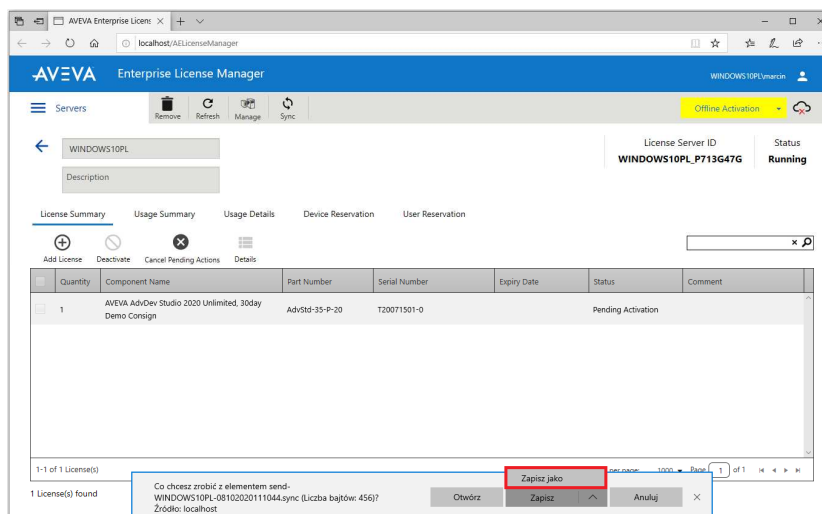 AVEVA Enterprise Licens
localhost/AELicenseManager
AVEVA Enterprise License Manager WINDOWS10PL\marcin
Servers Remove Refresh Manage Sync Offline Activation
WINDOWS10PL
Description
License Server ID
WINDOWS10PL_P713G47G
Status
Running
License Summary Usage Summary Usage Details Device Reservation User Reservation
Add License Deactivate Cancel Pending Actions Details
Quantity Component Name Part Number Serial Number Expiry Date Status Comment
1 AVEVA AdvDev Studio 2020 Unlimited, 30day
Demo Consign AdvStd-35-P-20 T20071501-0 Pending Activation
1-1 of 1 License(s) per page: 1000 Page 1 of 1
1 License(s) found
Zapisz jako
Co chcesz zrobić z elementem send-
WINDOWS10PL-08102020111044.sync (Liczba bajtów: 456)?
Źródło: localhost
Otwórz Zapisz Anuluj